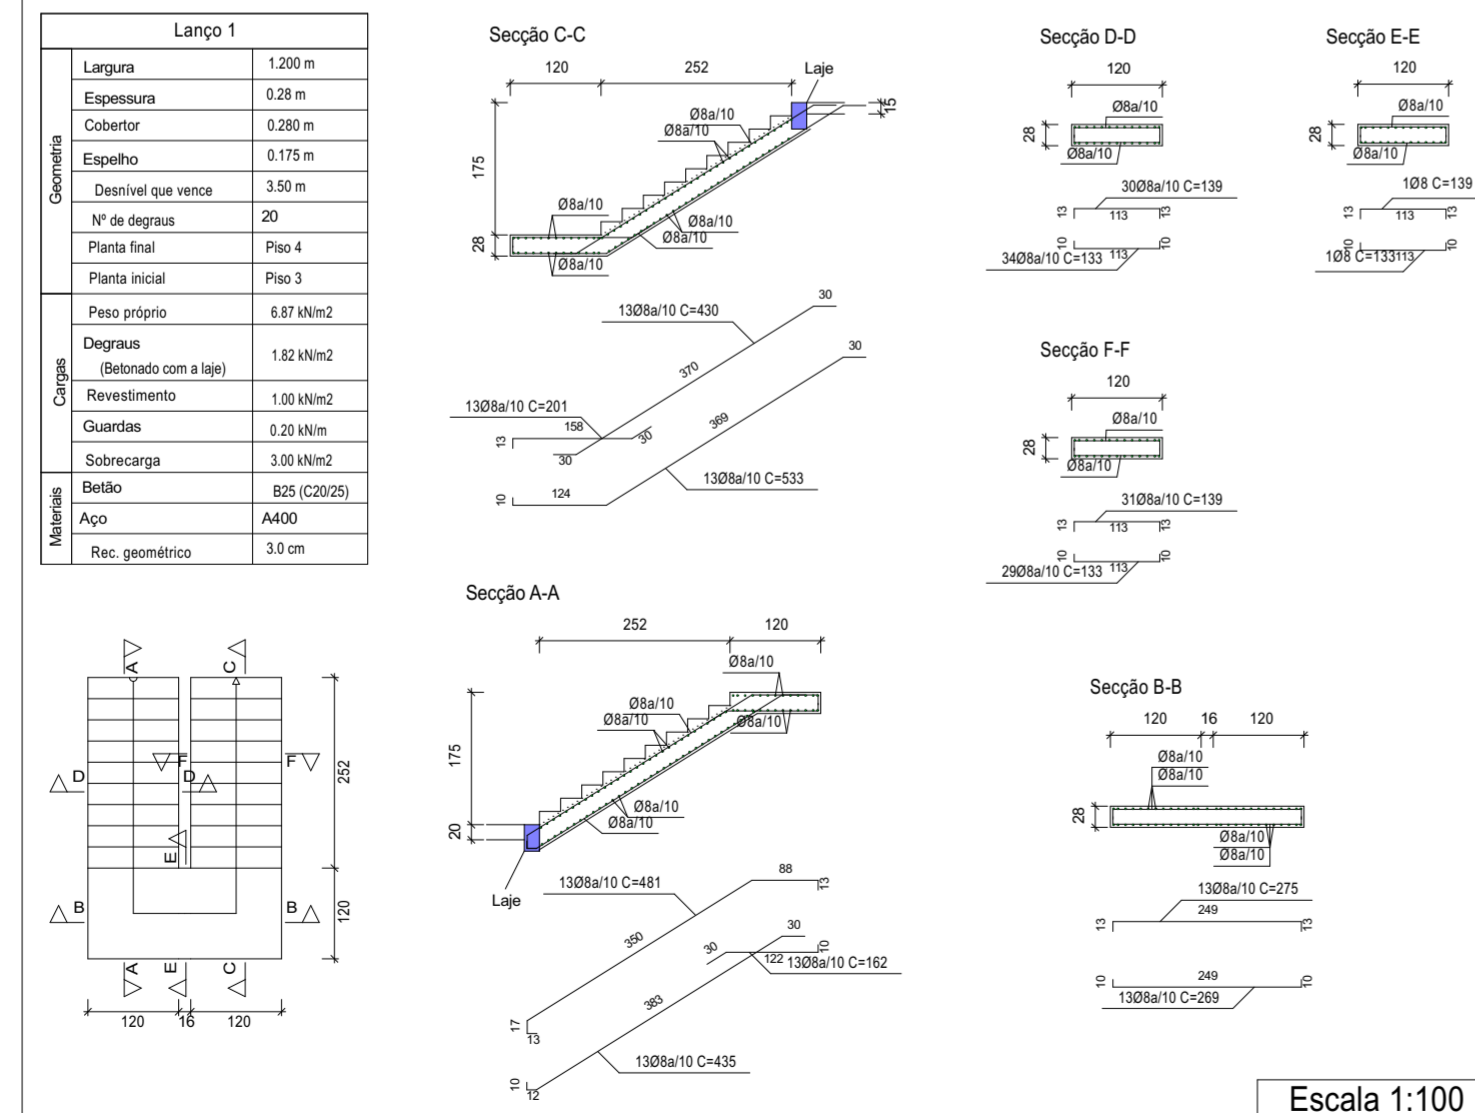 Lanço 1
Geometria
Largura 1.200 m
Espessura 0.28 m
Cobertor 0.280 m
Espelho 0.175 m
Desnível que vence 3.50 m
Nº de degraus 20
Planta final Piso 4
Planta inicial Piso 3
Cargas
Peso próprio 6.87 kN/m2
Degraus
(Betonado com a laje) 1.82 kN/m2
Revestimento 1.00 kN/m2
Guardas 0.20 kN/m
Sobrecarga 3.00 kN/m2
Materiais
Betão B25 (C20/25)
Aço A400
Rec. geométrico 3.0 cm
Secção C-C
120 252 Laje
15
175
28
Ø8a/10
Ø8a/10
Ø8a/10
Ø8a/10
Ø8a/10
Ø8a/10
30
13Ø8a/10 C=430
370
30
13Ø8a/10 C=201
158
13
30
30
369
13Ø8a/10 C=533
124
10
Secção D-D
120
Ø8a/10
28
Ø8a/10
30Ø8a/10 C=139
13 113 13
10 10
34Ø8a/10 C=133 113
Secção E-E
120
Ø8a/10
28
Ø8a/10
1Ø8 C=139
13 113 13
10 10
1Ø8 C=133 113
Secção F-F
120
Ø8a/10
28
Ø8a/10
31Ø8a/10 C=139
13 113 13
10 10
29Ø8a/10 C=133 113
A C
F F
D D
E
B B
A E C
252
120
120 16 120
Secção A-A
252 120
Ø8a/10
Ø8a/10
Ø8a/10
Ø8a/10
175
20
Ø8a/10
Ø8a/10
Laje
88
13
13Ø8a/10 C=481
350
17
13
30
30
10
122 13Ø8a/10 C=162
383
13Ø8a/10 C=435
10
12
Secção B-B
120 16 120
Ø8a/10
Ø8a/10
28
Ø8a/10
Ø8a/10
13Ø8a/10 C=275
249
13 13
249
10 10
13Ø8a/10 C=269
Escala 1:100